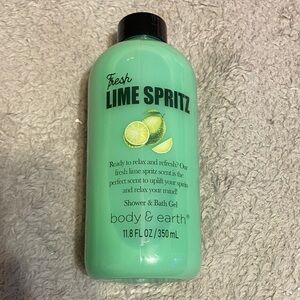 Fresh
LIME SPRITZ
Ready to relax and refresh? Our
fresh lime spritz scent is the
perfect scent to uplift your spirits
and relax your mind!
Shower & Bath Gel
body & earth®
11.8 FL OZ / 350 mL